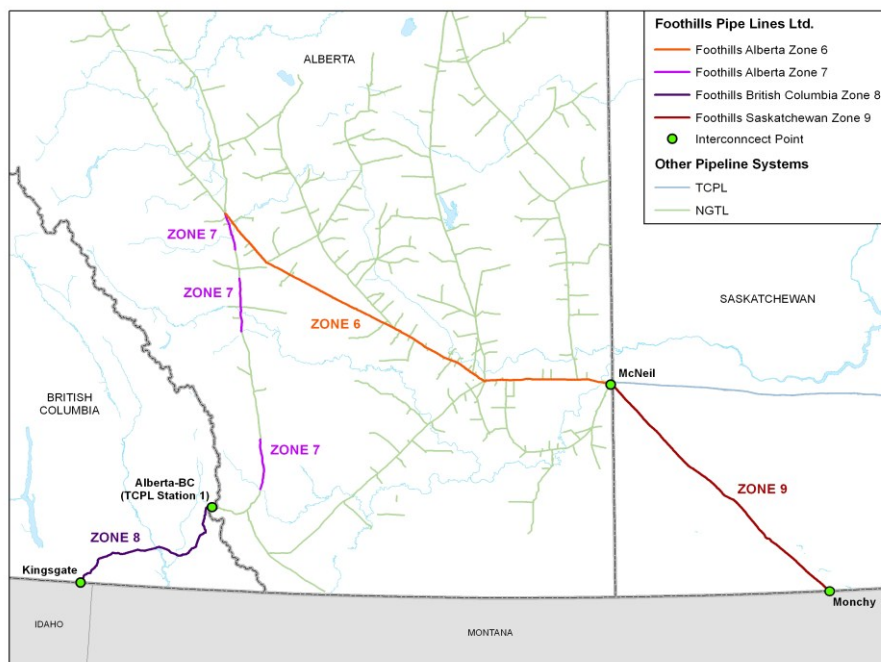 Foothills Pipe Lines Ltd.
Foothills Alberta Zone 6
Foothills Alberta Zone 7
Foothills British Columbia Zone 8
Foothills Saskatchewan Zone 9
Interconncect Point
Other Pipeline Systems
TCPL
NGTL
ALBERTA
ZONE 7
ZONE 7
SASKATCHEWAN
ZONE 6
McNeil
BRITISH
COLUMBIA
ZONE 7
Alberta-BC
(TCPL Station 1)
ZONE 9
ZONE 8
Kingsgate
Monchy
IDAHO
MONTANA